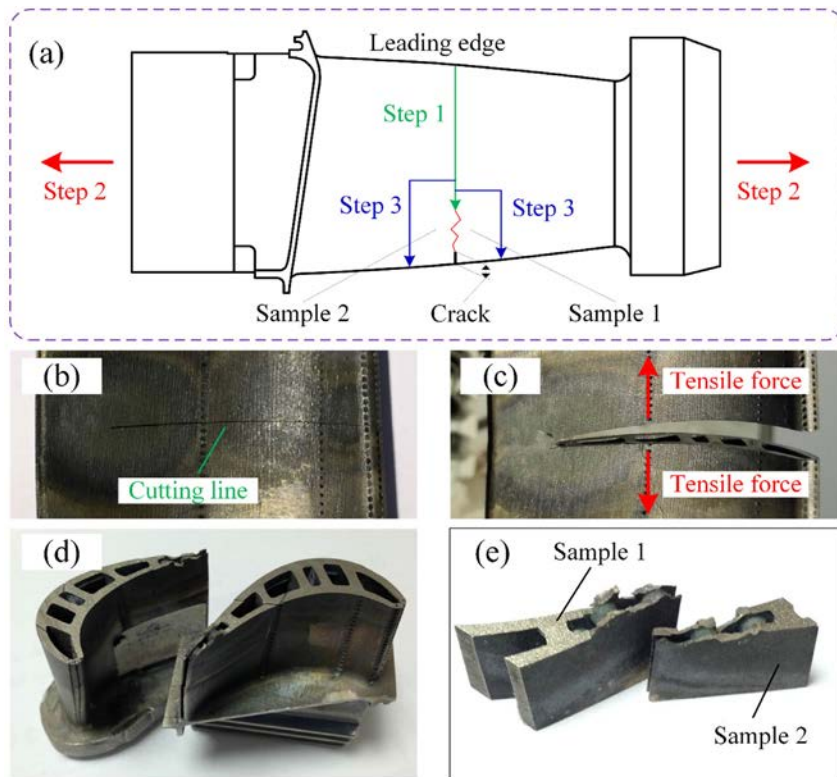 (a)
Leading edge
Step 1
Step 2
Step 2
Step 3
Step 3
Sample 2
Crack
Sample 1
(b)
Cutting line
(c)
Tensile force
Tensile force
(d)
(e)
Sample 1
Sample 2